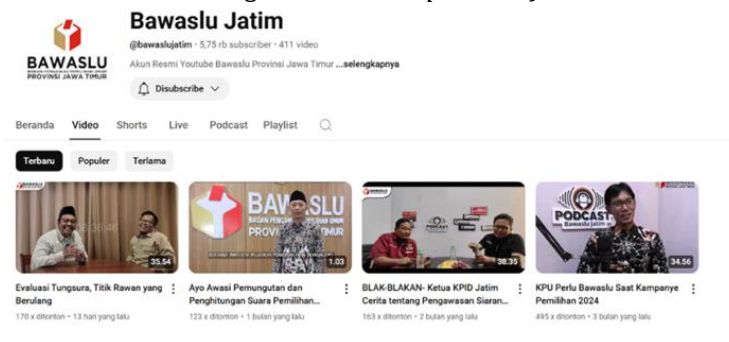 Bawaslu Jatim
@bawaslujatim · 5,75 rb subscriber · 411 video
Akun Resmi Youtube Bawaslu Provinsi Jawa Timur ...selengkapnya
BAWASLU
PROVINSI JAWA TIMUR
Disubscribe
Beranda Video Shorts Live Podcast Playlist
Terbaru Populer Terlama
35.54
BAWASLU
1.03
38.35
PODCAST
Bawaslu Jatim
34.56
Evaluasi Tungsura, Titik Rawan yang
Berulang
170 x ditonton • 13 hari yang lalu
Ayo Awasi Pemungutan dan
Penghitungan Suara Pemilihan...
123 x ditonton • 1 bulan yang lalu
BLAK-BLAKAN- Ketua KPID Jatim
Cerita tentang Pengawasan Siaran...
163 x ditonton • 2 bulan yang lalu
KPU Perlu Bawaslu Saat Kampanye
Pemilihan 2024
495 x ditonton • 3 bulan yang lalu